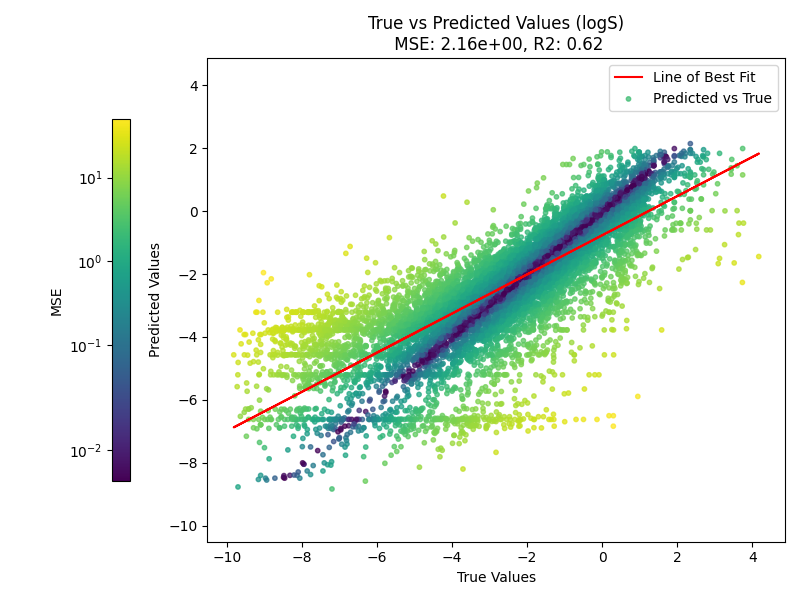 True vs Predicted Values (logS)
MSE: 2.16e+00, R2: 0.62
Line of Best Fit
Predicted vs True
MSE
10¹
10⁰
10⁻¹
10⁻²
Predicted Values
4
2
0
−2
−4
−6
−8
−10
−10 −8 −6 −4 −2 0 2 4
True Values